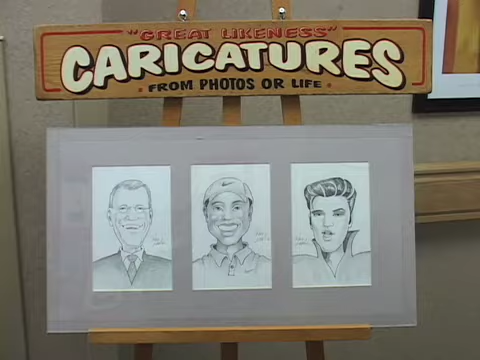 "GREAT LIKENESS"
CARICATURES
• FROM PHOTOS OR LIFE •